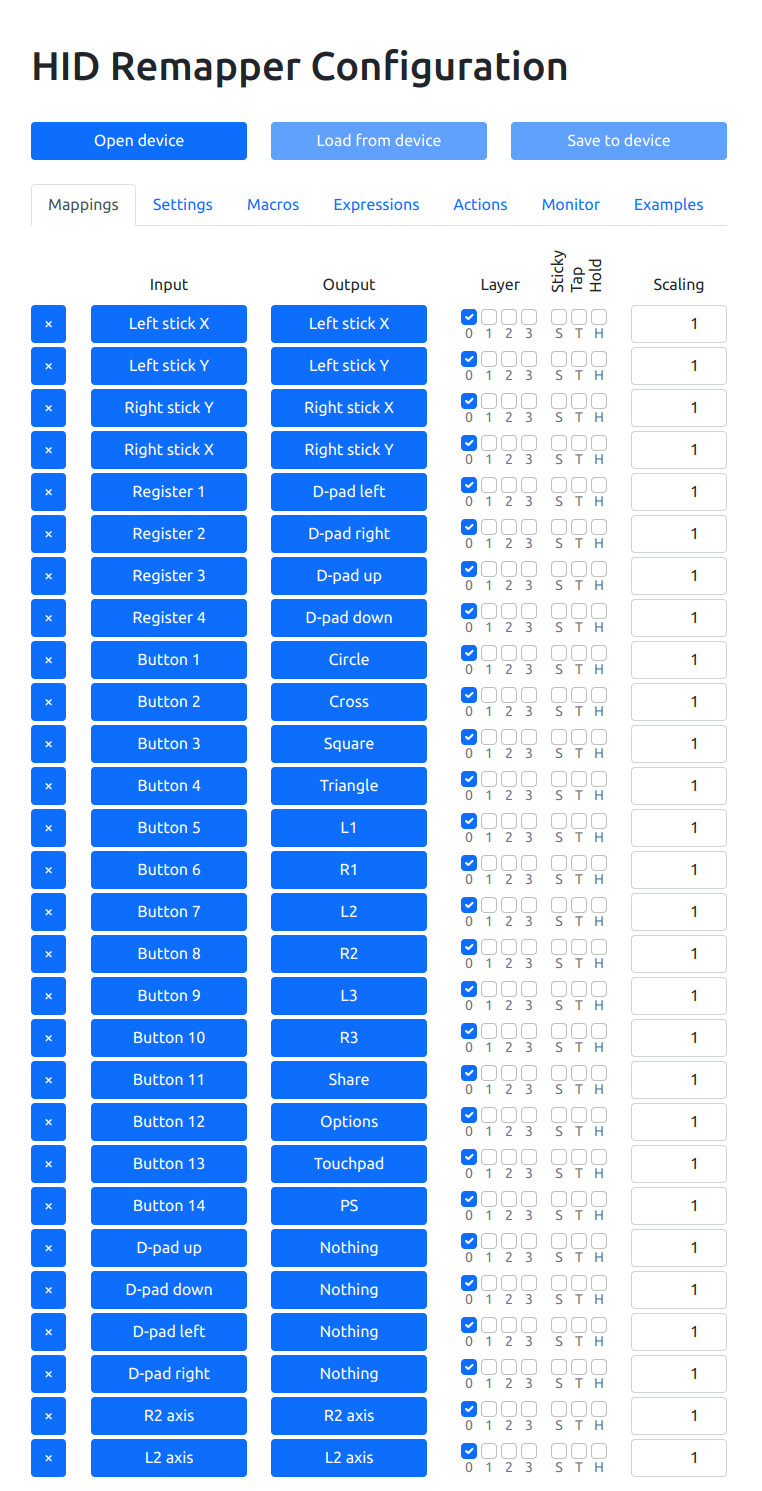 HID Remapper Configuration
Open device Load from device Save to device
Mappings Settings Macros Expressions Actions Monitor Examples
Input Output Layer Sticky Tap Hold Scaling
× Left stick X Left stick X 1
0 1 2 3 S T H
× Left stick Y Left stick Y 1
0 1 2 3 S T H
× Right stick Y Right stick X 1
0 1 2 3 S T H
× Right stick X Right stick Y 1
0 1 2 3 S T H
× Register 1 D-pad left 1
0 1 2 3 S T H
× Register 2 D-pad right 1
0 1 2 3 S T H
× Register 3 D-pad up 1
0 1 2 3 S T H
× Register 4 D-pad down 1
0 1 2 3 S T H
× Button 1 Circle 1
0 1 2 3 S T H
× Button 2 Cross 1
0 1 2 3 S T H
× Button 3 Square 1
0 1 2 3 S T H
× Button 4 Triangle 1
0 1 2 3 S T H
× Button 5 L1 1
0 1 2 3 S T H
× Button 6 R1 1
0 1 2 3 S T H
× Button 7 L2 1
0 1 2 3 S T H
× Button 8 R2 1
0 1 2 3 S T H
× Button 9 L3 1
0 1 2 3 S T H
× Button 10 R3 1
0 1 2 3 S T H
× Button 11 Share 1
0 1 2 3 S T H
× Button 12 Options 1
0 1 2 3 S T H
× Button 13 Touchpad 1
0 1 2 3 S T H
× Button 14 PS 1
0 1 2 3 S T H
× D-pad up Nothing 1
0 1 2 3 S T H
× D-pad down Nothing 1
0 1 2 3 S T H
× D-pad left Nothing 1
0 1 2 3 S T H
× D-pad right Nothing 1
0 1 2 3 S T H
× R2 axis R2 axis 1
0 1 2 3 S T H
× L2 axis L2 axis 1
0 1 2 3 S T H